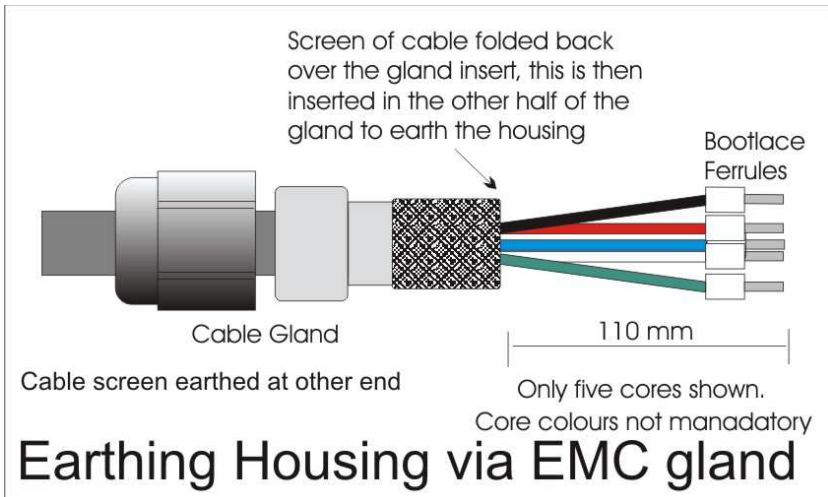 Screen of cable folded back
over the gland insert, this is then
inserted in the other half of the
gland to earth the housing
Bootlace
Ferrules
Cable Gland
110 mm
Cable screen earthed at other end
Only five cores shown.
Core colours not manadatory
Earthing Housing via EMC gland